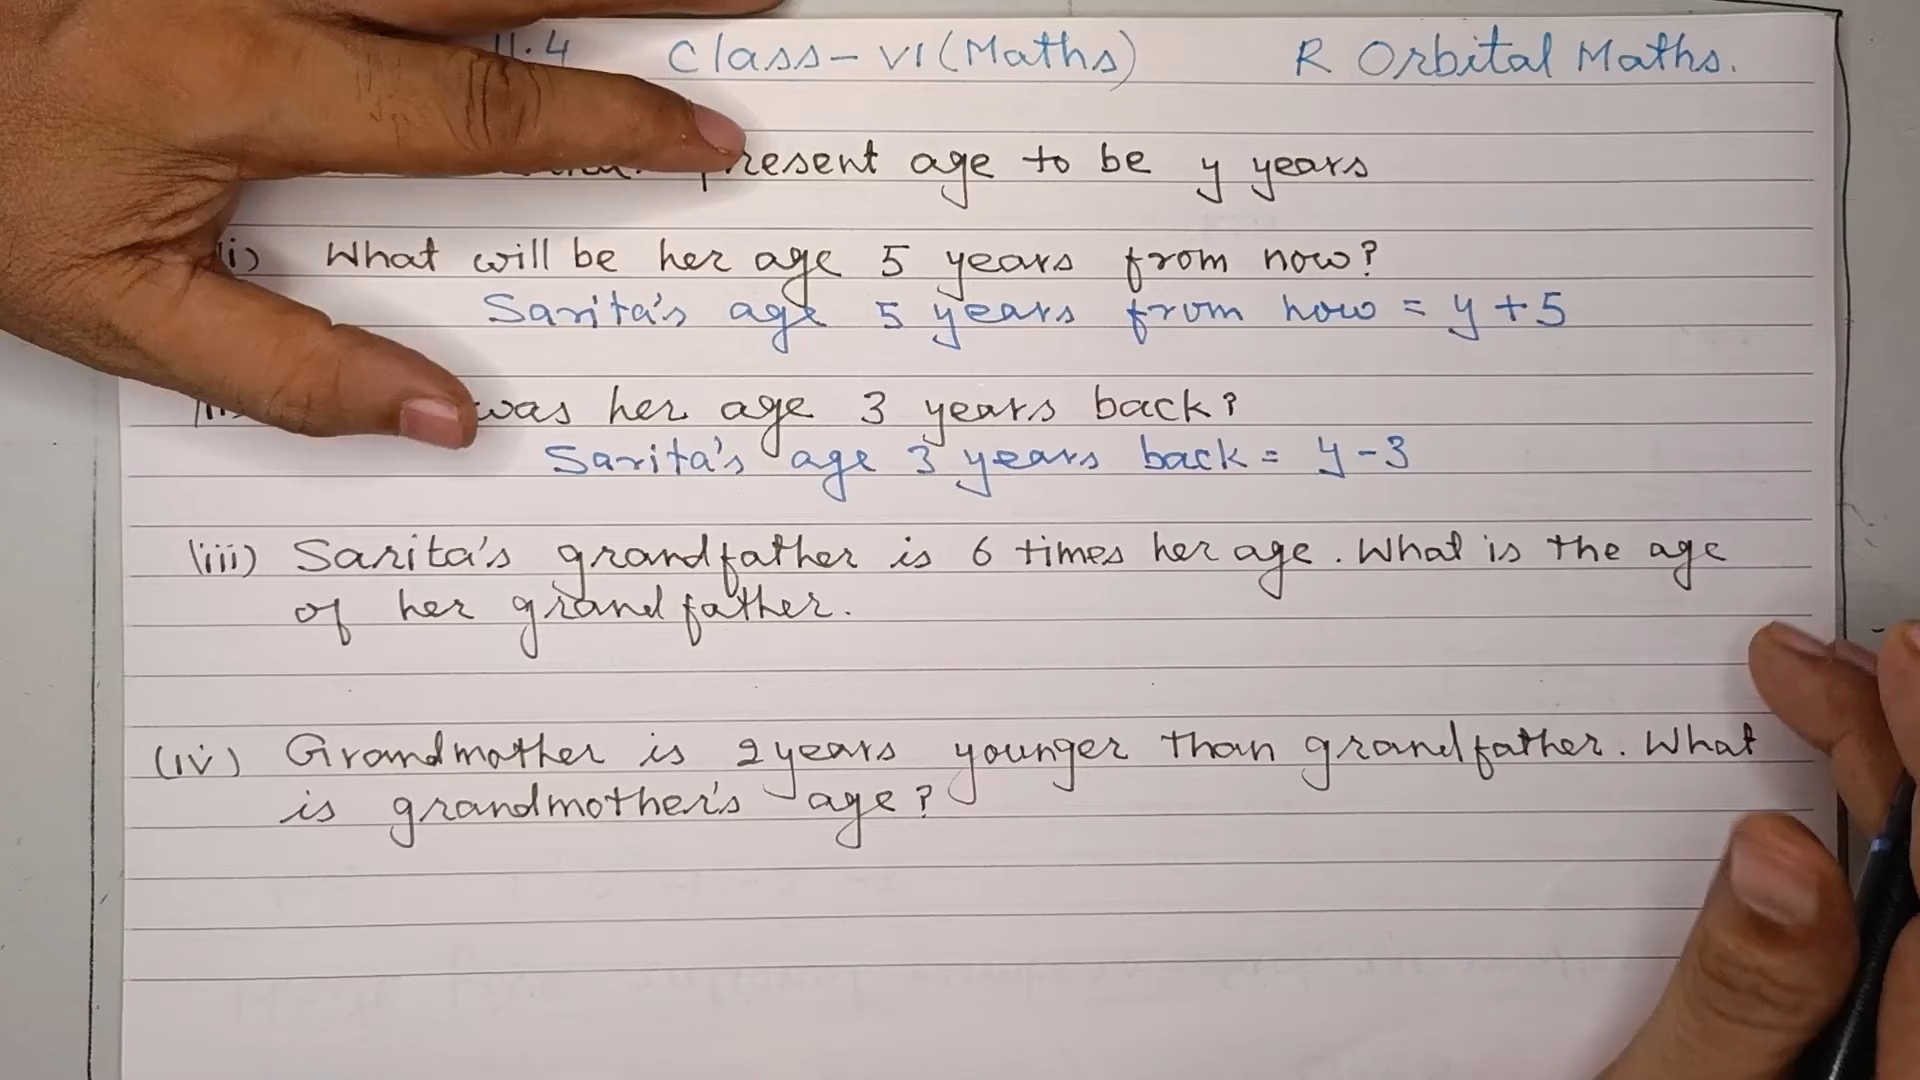 11.4 Class-VI (Maths) R Orbital Maths.
present age to be y years
(i) What will be her age 5 years from now?
Sarita's age 5 years from now = y + 5
was her age 3 years back?
Sarita's age 3 years back = y - 3
(iii) Sarita's grandfather is 6 times her age. What is the age
of her grandfather.
(iv) Grandmother is 2 years younger than grandfather. What
is grandmother's age?